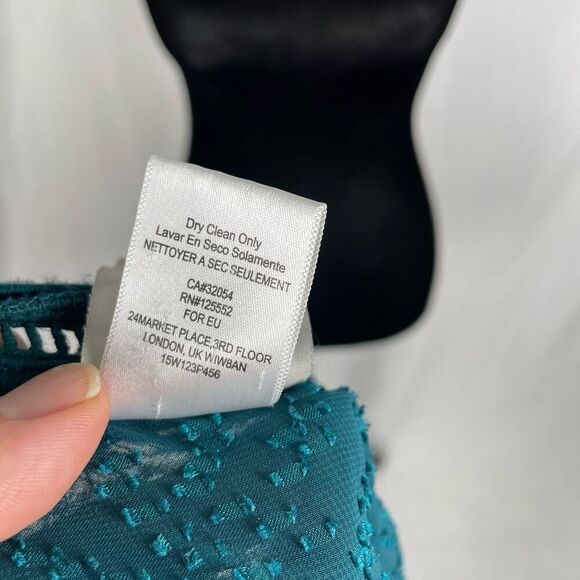 Dry Clean Only
Lavar En Seco Solamente
NETTOYER A SEC SEULEMENT
CA#32054
RN#125552
FOR EU
24MARKET PLACE,3RD FLOOR
LONDON, UK WIW8AN
15W123P456